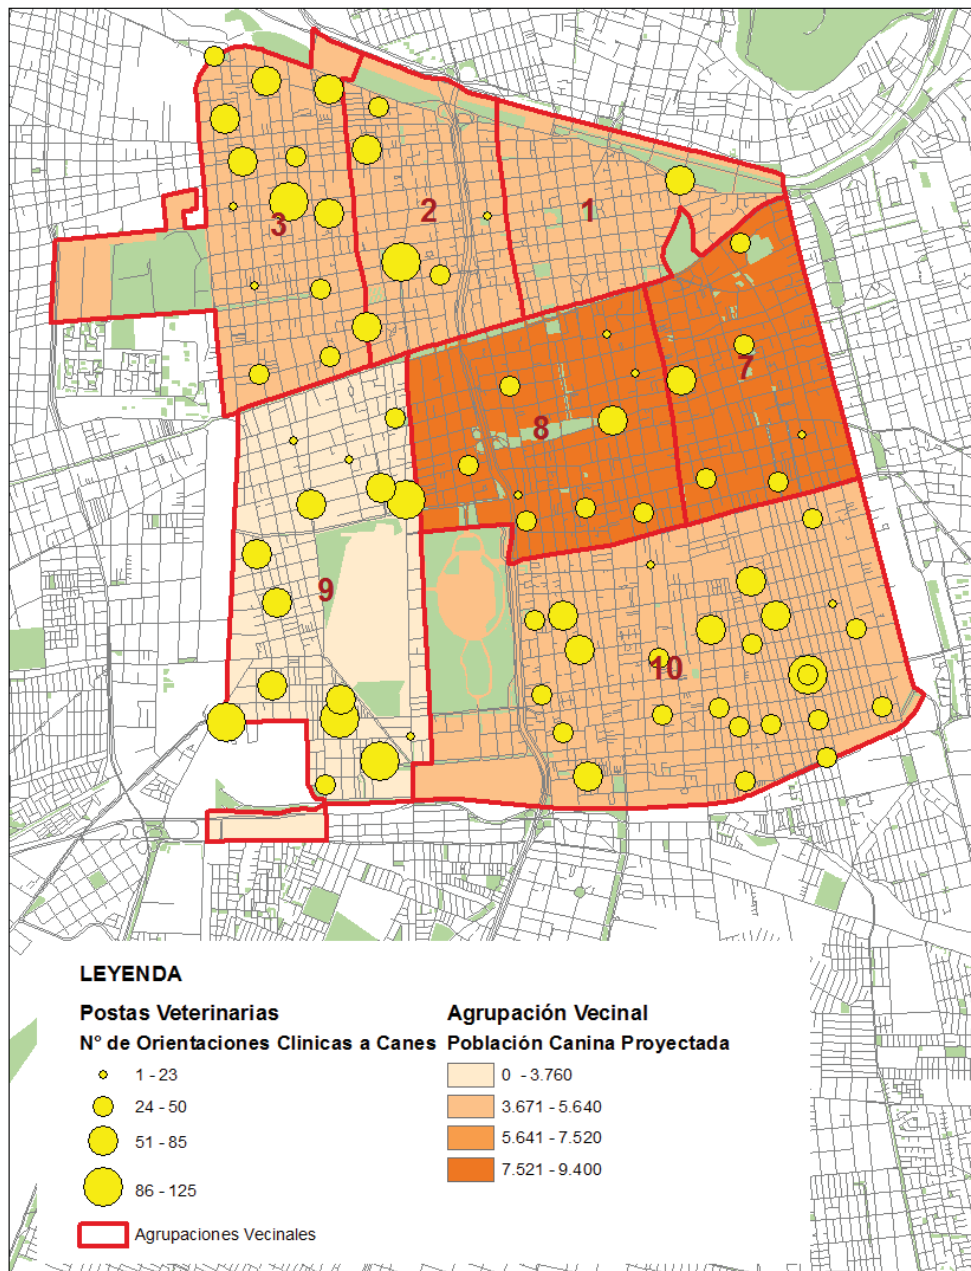 3
2
1
7
8
9
10
LEYENDA
Postas Veterinarias
N° de Orientaciones Clinicas a Canes
1 - 23
24 - 50
51 - 85
86 - 125
Agrupaciones Vecinales
Agrupación Vecinal
Población Canina Proyectada
0 - 3.760
3.671 - 5.640
5.641 - 7.520
7.521 - 9.400